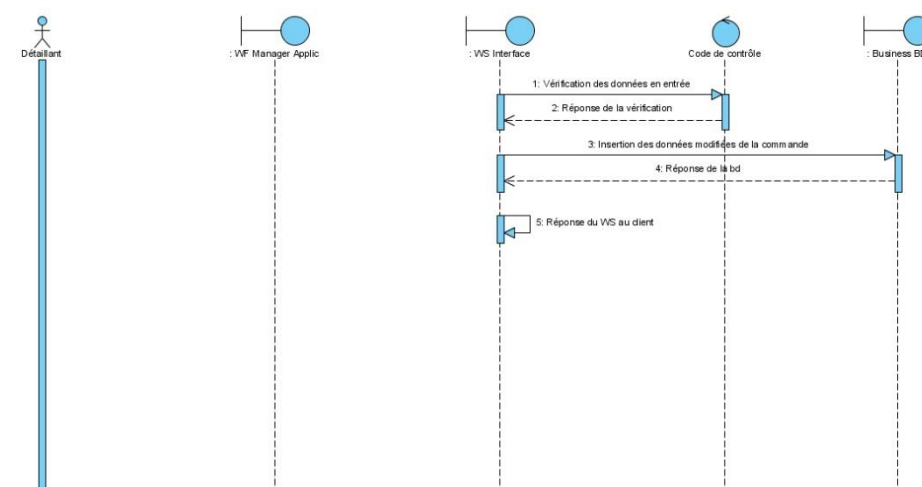 Détaillant
: WF Manager Applic
: WS Interface
Code de contrôle
: Business BD
1: Vérification des données en entrée
2: Réponse de la vérification
3: Insertion des données modifiées de la commande
4: Réponse de la bd
5: Réponse du WS au client